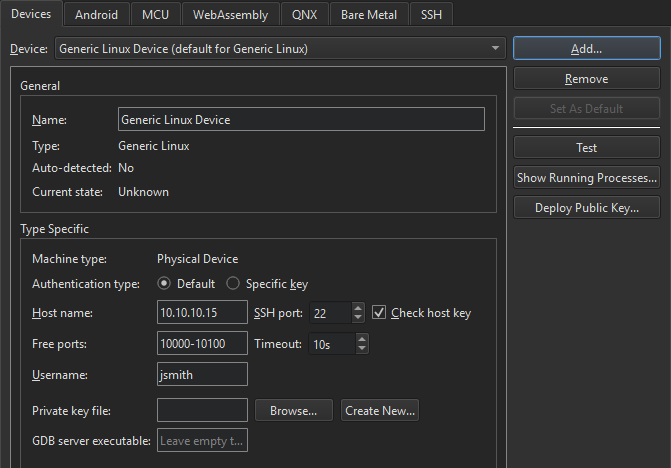 Devices Android MCU WebAssembly QNX Bare Metal SSH
Device: Generic Linux Device (default for Generic Linux) Add...
Remove
General
Set As Default
Name: Generic Linux Device
Type: Generic Linux Test
Auto-detected: No
Show Running Processes...
Current state: Unknown
Deploy Public Key...
Type Specific
Machine type: Physical Device
Authentication type: Default Specific key
Host name: 10.10.10.15 SSH port: 22 Check host key
Free ports: 10000-10100 Timeout: 10s
Username: jsmith
Private key file: Browse... Create New...
GDB server executable: Leave empty t...